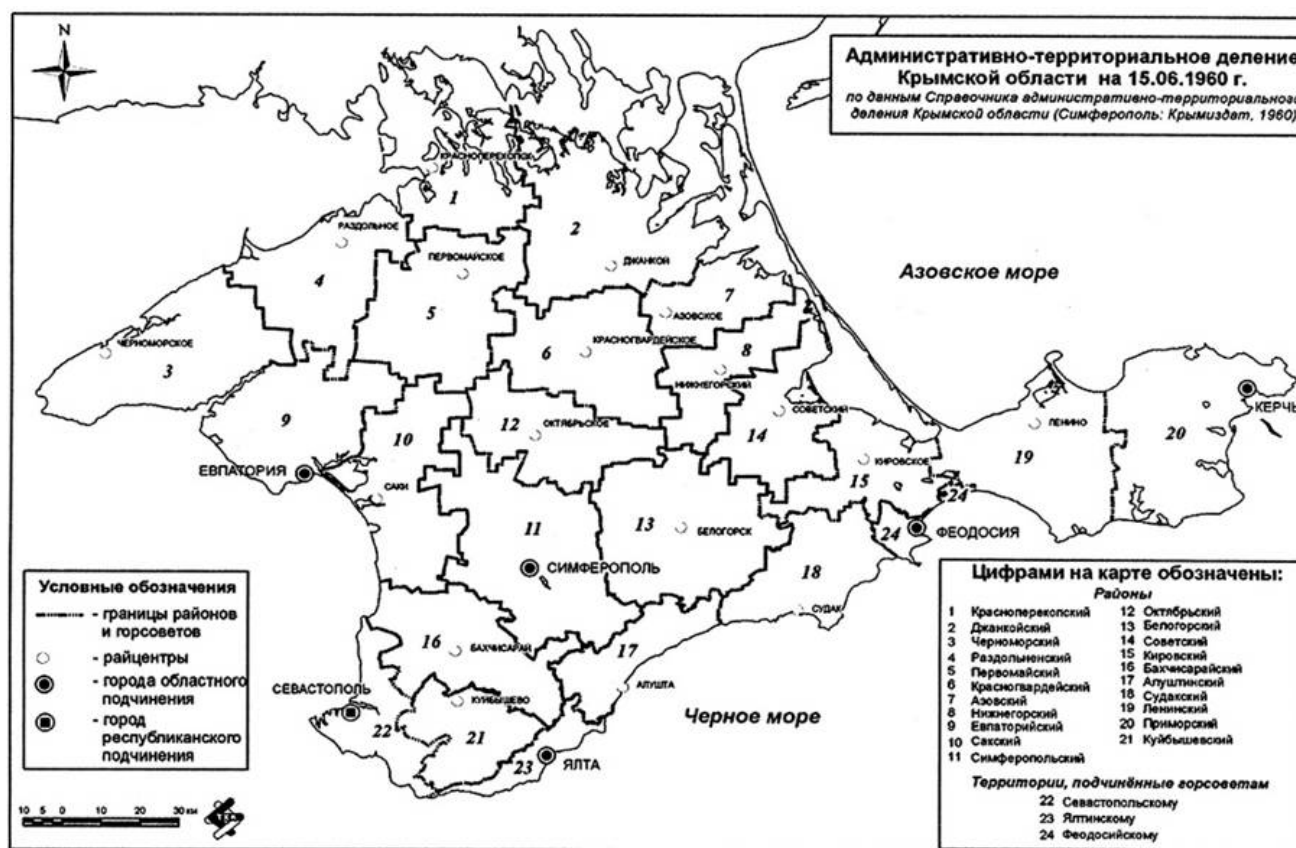 N
Административно-территориальное деление
Крымской области на 15.06.1960 г.
по данным Справочника административно-территориального
деления Крымской области (Симферополь: Крымиздат, 1960)
КРАСНОПЕРЕКОПСК
1
РАЗДОЛЬНОЕ
2
ПЕРВОМАЙСКОЕ
ДЖАНКОЙ
Азовское море
4
5
7
АЗОВСКОЕ
ЧЕРНОМОРСКОЕ
3
6
КРАСНОГВАРДЕЙСКОЕ
8
НИЖНЕГОРСКИЙ
КЕРЧЬ
9
10
12
ОКТЯБРЬСКОЕ
СОВЕТСКИЙ
14
ЛЕНИНО
19
20
ЕВПАТОРИЯ
КИРОВСКОЕ
15
САКИ
24
11
13
БЕЛОГОРСК
24
ФЕОДОСИЯ
СИМФЕРОПОЛЬ
18
СУДАК
16
БАХЧИСАРАЙ
17
АЛУШТА
СЕВАСТОПОЛЬ
КУЙБЫШЕВО
22
21
Черное море
23
ЯЛТА
Условные обозначения
- границы районов
и горсоветов
- райцентры
- города областного
подчинения
- город
республиканского
подчинения
10 5 0 10 20 30 км
Цифрами на карте обозначены:
Районы
1 Красноперекопский
2 Джанкойский
3 Черноморский
4 Раздольненский
5 Первомайский
6 Красногвардейский
7 Азовский
8 Нижнегорский
9 Евпаторийский
10 Сакский
11 Симферопольский
12 Октябрьский
13 Белогорский
14 Советский
15 Кировский
16 Бахчисарайский
17 Алуштинский
18 Судакский
19 Ленинский
20 Приморский
21 Куйбышевский
Территории, подчинённые горсоветам
22 Севастопольскому
23 Ялтинскому
24 Феодосийскому